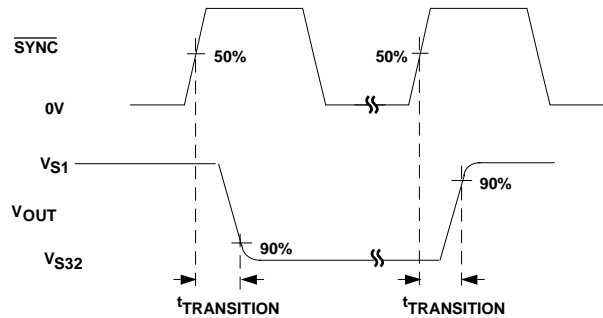 SYNC
50%
50%
0V
VS1
90%
VOUT
90%
VS32
tTRANSITION
tTRANSITION